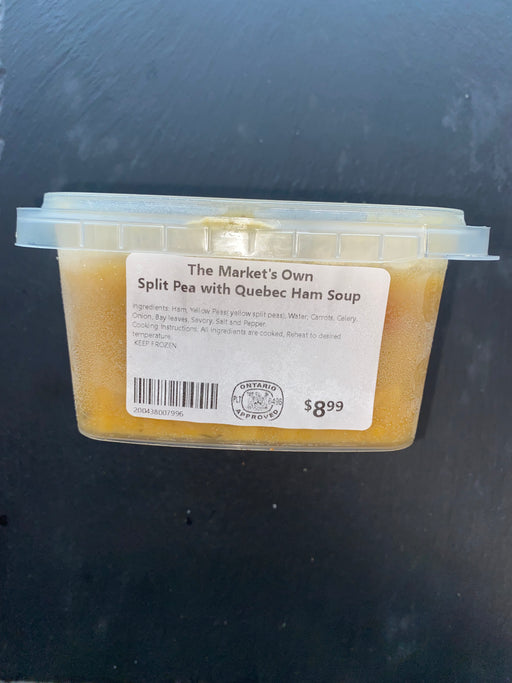 The Market's Own
Split Pea with Quebec Ham Soup
Ingredients: Ham, Yellow Peas( yellow split peas), Water, Carrots, Celery,
Onion, Bay leaves, Savory, Salt and Pepper
Cooking Instructions: All ingredients are cooked, Reheat to desired
temperature.
KEEP FROZEN
200438007996
ONTARIO
APPROVED
$8.99